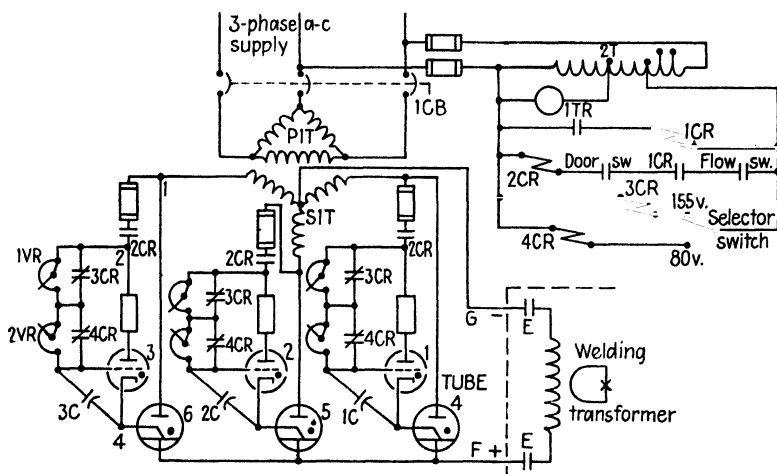 3-phase a-c
supply
2T
1TR
1CB
P1T
1CR
Door sw 1CR Flow sw.
2CR
3CR 155v.
Selector
switch
4CR
80v.
1
S1T
2
2CR
2CR
2CR
1VR
3CR
3CR
3CR
2VR
4CR
4CR
4CR
G -
E
3
2
1
Welding
transformer
TUBE
3C
2C
1C
4
6
5
4
F +
E